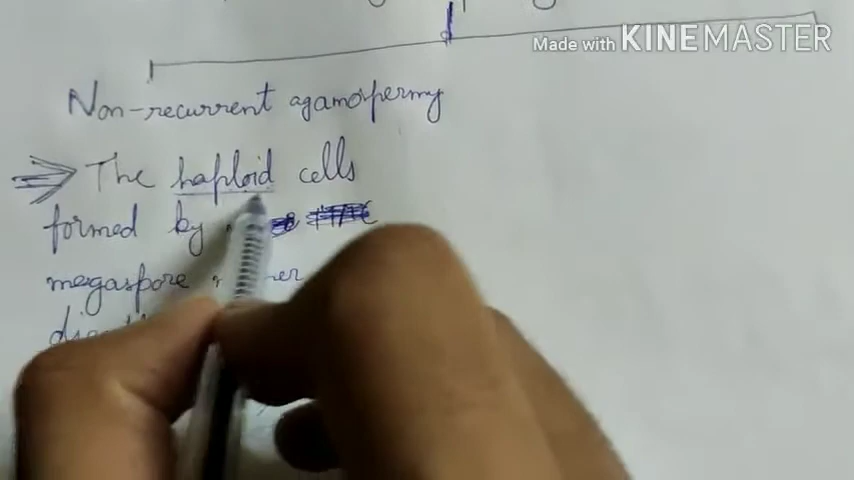 Made with KINEMASTER
Non-recurrent agamospermy
⇒ The haploid cells
formed by
megaspore